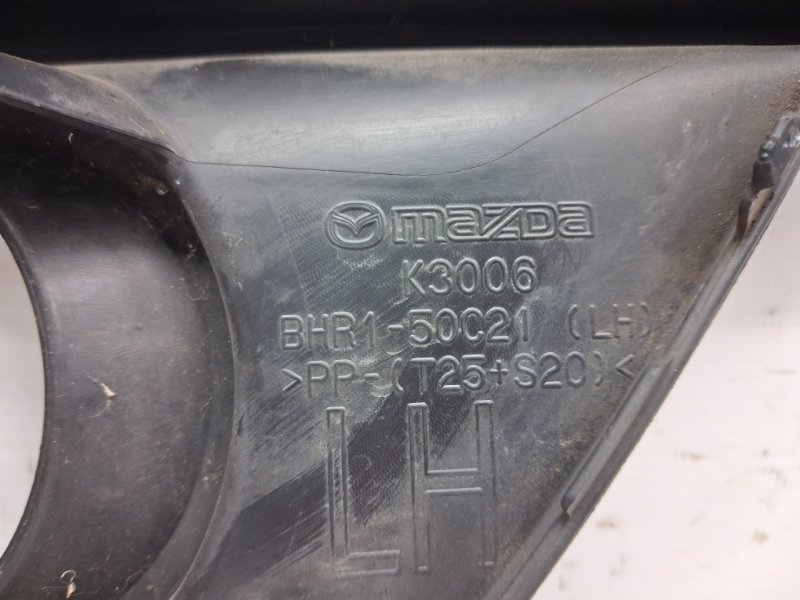 mazda
K3006
BHR1-50C21 (LH)
>PP-(T25+S20)<
LH